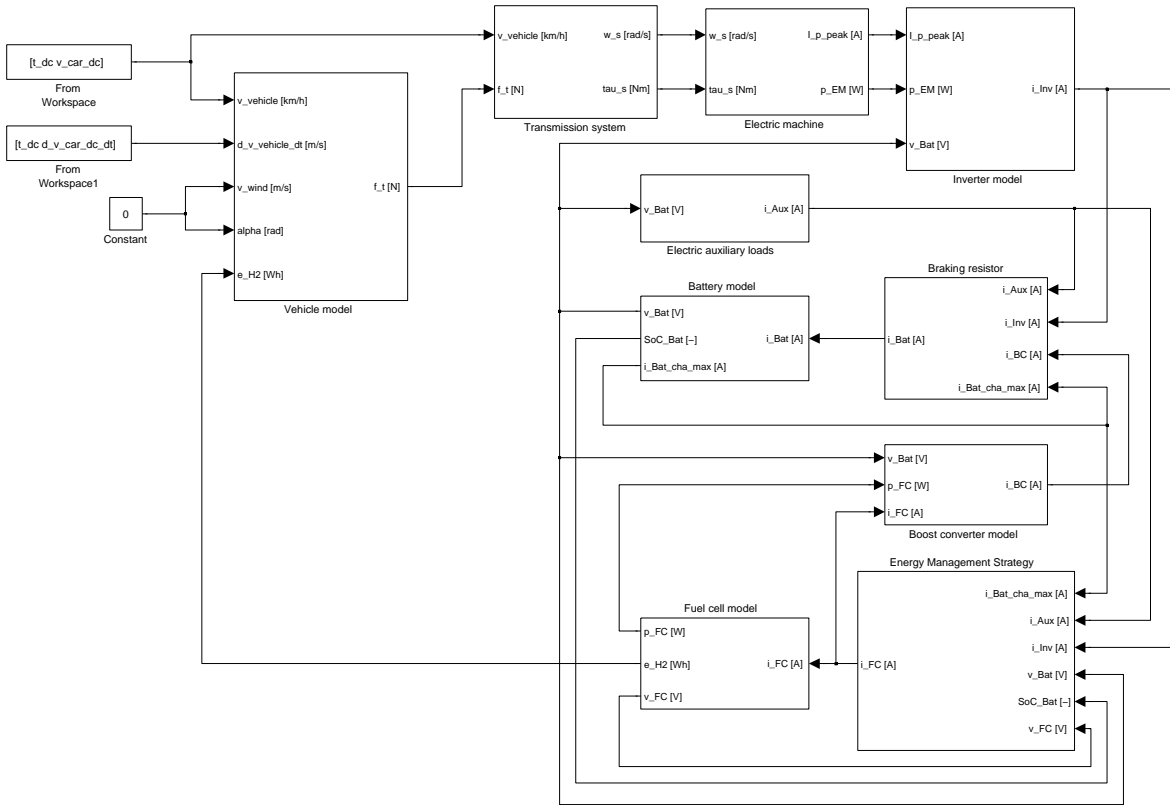 [t_dc v_car_dc]
From
Workspace
[t_dc d_v_car_dc_dt]
From
Workspace1
0
Constant
v_vehicle [km/h]
d_v_vehicle_dt [m/s]
v_wind [m/s]
alpha [rad]
e_H2 [Wh]
f_t [N]
Vehicle model
v_vehicle [km/h]
f_t [N]
w_s [rad/s]
tau_s [Nm]
Transmission system
w_s [rad/s]
tau_s [Nm]
I_p_peak [A]
p_EM [W]
Electric machine
I_p_peak [A]
p_EM [W]
v_Bat [V]
i_Inv [A]
Inverter model
v_Bat [V]
i_Aux [A]
Electric auxiliary loads
Battery model
v_Bat [V]
SoC_Bat [−]
i_Bat_cha_max [A]
i_Bat [A]
Braking resistor
i_Bat [A]
i_Aux [A]
i_Inv [A]
i_BC [A]
i_Bat_cha_max [A]
v_Bat [V]
p_FC [W]
i_FC [A]
i_BC [A]
Boost converter model
Energy Management Strategy
i_FC [A]
i_Bat_cha_max [A]
i_Aux [A]
i_Inv [A]
v_Bat [V]
SoC_Bat [−]
v_FC [V]
Fuel cell model
p_FC [W]
e_H2 [Wh]
v_FC [V]
i_FC [A]